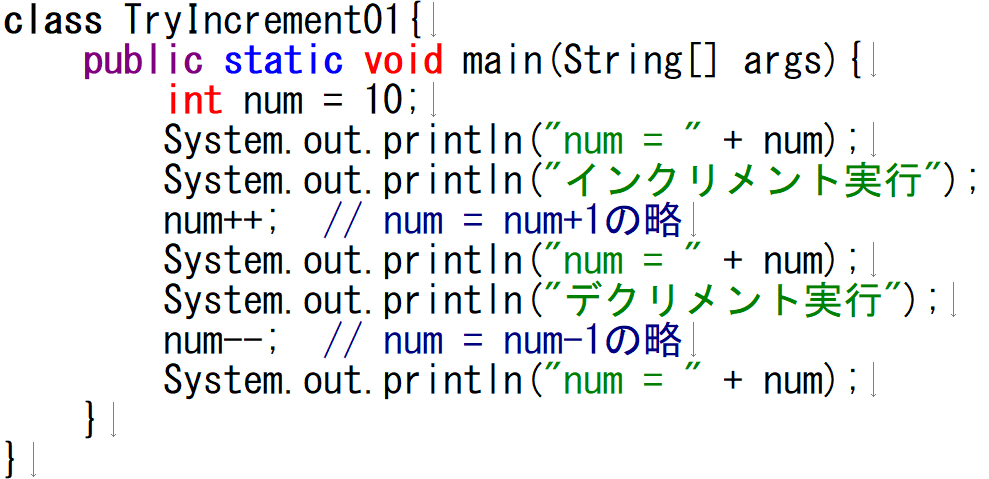 class TryIncrement01{↓
    public static void main(String[] args){↓
        int num = 10;↓
        System.out.println("num = " + num);↓
        System.out.println("インクリメント実行");
        num++;  // num = num+1の略↓
        System.out.println("num = " + num);↓
        System.out.println("デクリメント実行");↓
        num--;  // num = num-1の略↓
        System.out.println("num = " + num);↓
    }↓
}↓